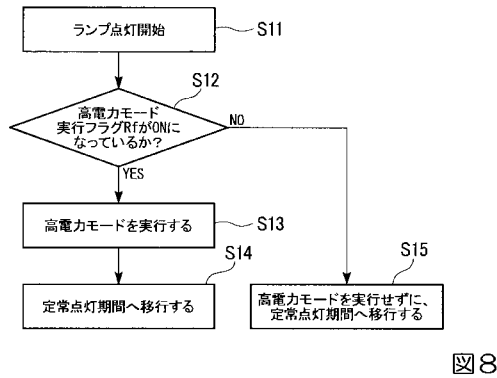 ランプ点灯開始
S11
S12
高電力モード
実行フラグRfがONに
なっているか?
NO
YES
高電力モードを実行する
S13
S14
定常点灯期間へ移行する
S15
高電力モードを実行せずに、
定常点灯期間へ移行する
図8